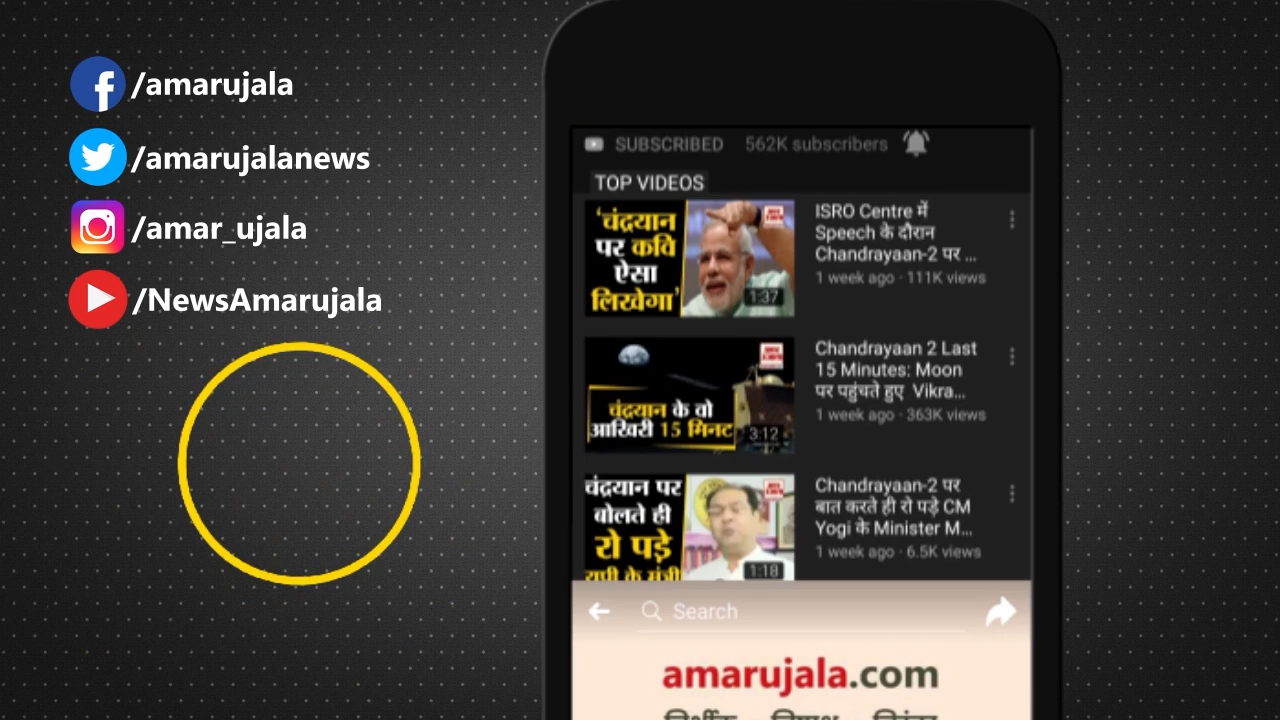 /amarujala
/amarujalanews
/amar_ujala
/NewsAmarujala
SUBSCRIBED 562K subscribers
TOP VIDEOS
‘चंद्रयान
पर कवि
ऐसा
लिखेगा’
1:37
ISRO Centre में
Speech के दौरान
Chandrayaan-2 पर ...
1 week ago · 111K views
चंद्रयान के वो
आखिरी 15 मिनट
3:12
Chandrayaan 2 Last
15 Minutes: Moon
पर पहुंचते हुए Vikra...
1 week ago · 363K views
चंद्रयान पर
बोलते ही
रो पड़े
यूपी के मंत्री
1:18
Chandrayaan-2 पर
बात करते ही रो पड़े CM
Yogi के Minister M...
1 week ago · 6.5K views
Search
amarujala.com